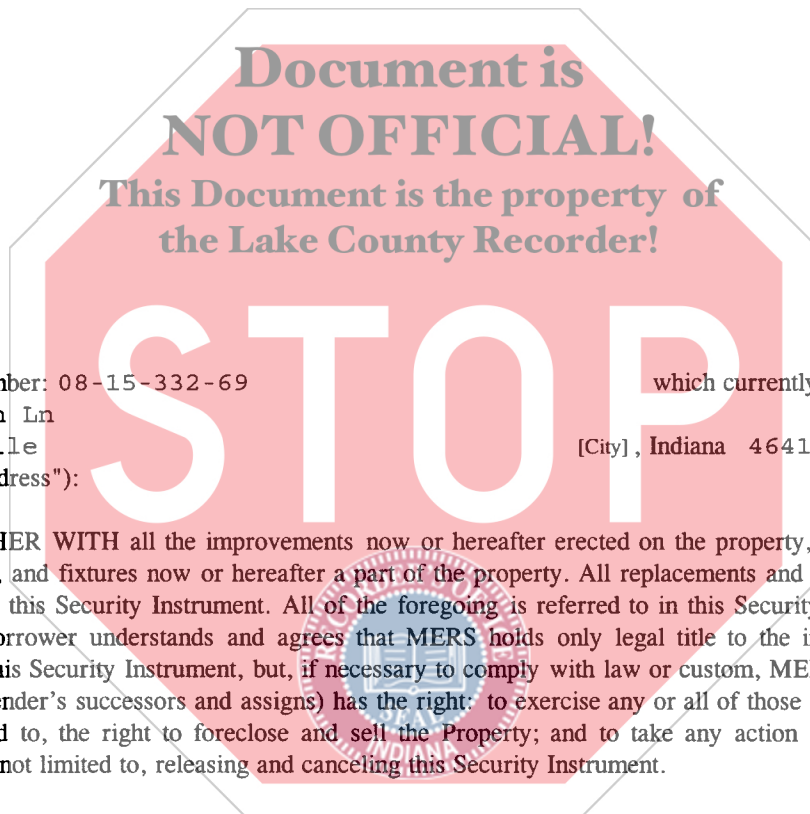 Document is
NOT OFFICIAL!
This Document is the property of
the Lake County Recorder!
STOP
nber: 08-15-332-69 which currently
n Ln
.le [City] , Indiana 4641
dress"):
HER WITH all the improvements now or hereafter erected on the property,
, and fixtures now or hereafter a part of the property. All replacements and
this Security Instrument. All of the foregoing is referred to in this Security
orrower understands and agrees that MERS holds only legal title to the i
is Security Instrument, but, if necessary to comply with law or custom, ME
ender's successors and assigns) has the right: to exercise any or all of those
d to, the right to foreclose and sell the Property; and to take any action
not limited to, releasing and canceling this Security Instrument.
SEAL
INDIANA